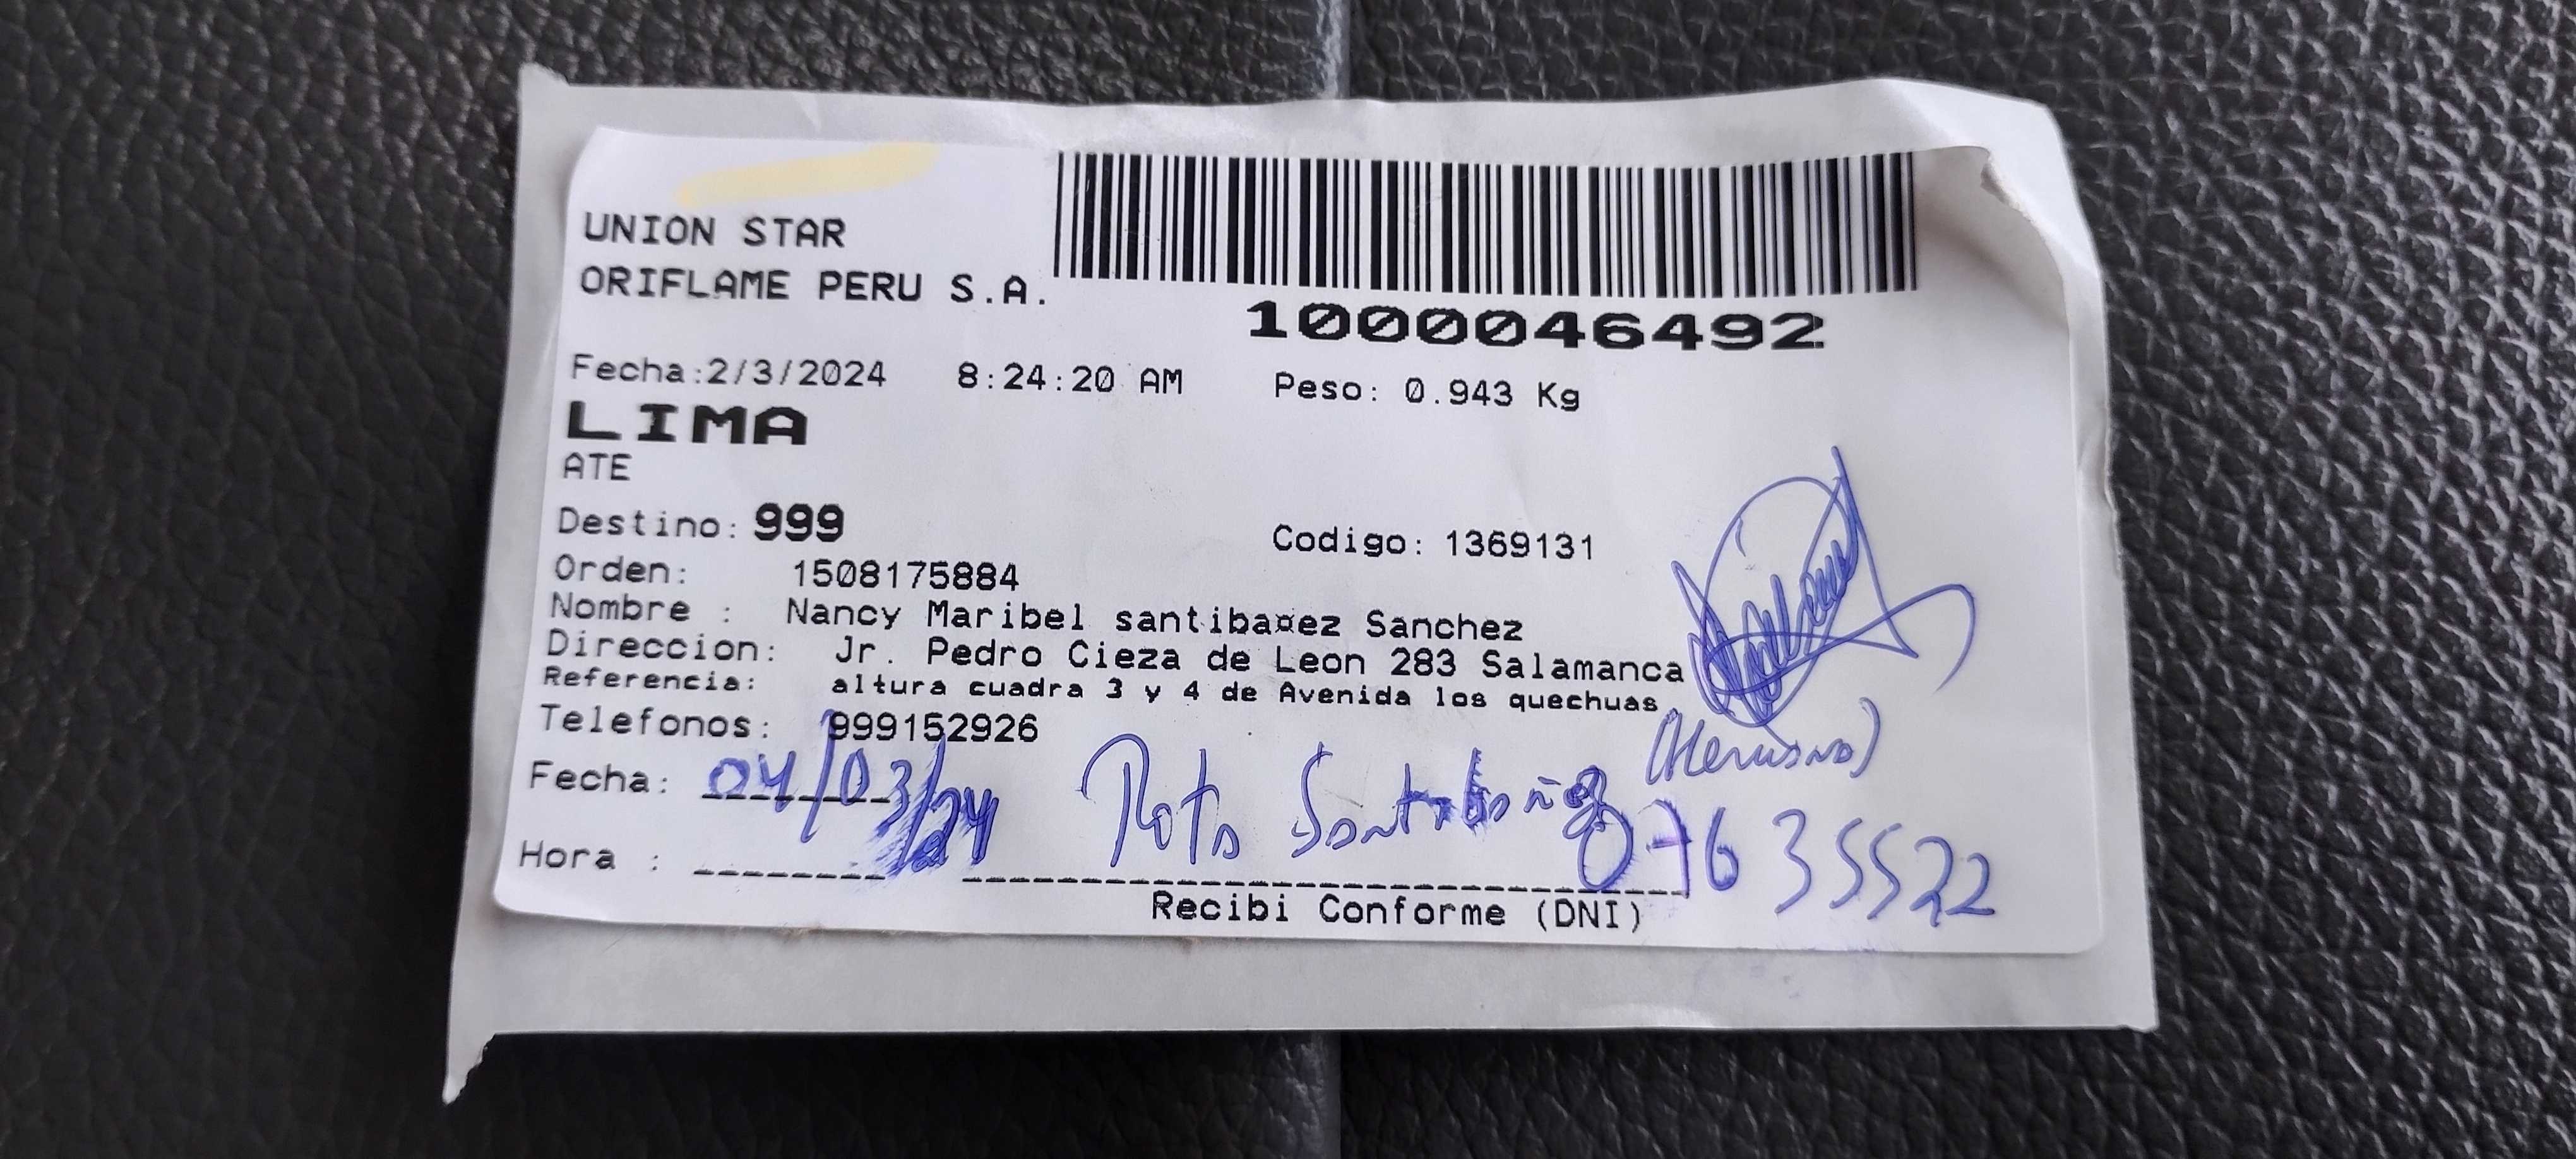 UNION STAR
ORIFLAME PERU S.A.
1000046492
Fecha:2/3/2024 8:24:20 AM Peso: 0.943 Kg
LIMA
ATE
Destino: 999 Codigo: 1369131
Orden: 1508175884
Nombre : Nancy Maribel santiba¤ez Sanchez
Direccion: Jr. Pedro Cieza de Leon 283 Salamanca
Referencia: altura cuadra 3 y 4 de Avenida los quechuas
Telefonos: 999152926
(Hermano)
Fecha: 04/03/24 Santibañez
07635522
Hora :
Recibi Conforme (DNI)